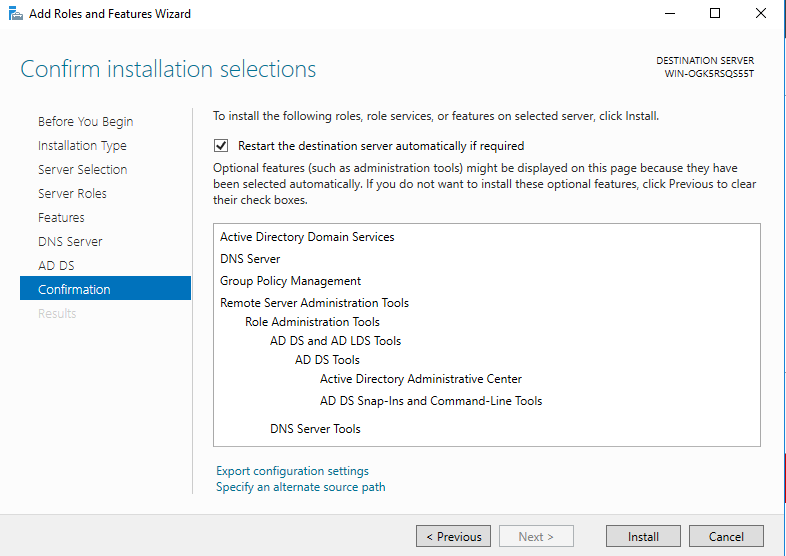 Add Roles and Features Wizard
Confirm installation selections
DESTINATION SERVER
WIN-OGK5RSQS55T
Before You Begin
Installation Type
Server Selection
Server Roles
Features
DNS Server
AD DS
Confirmation
Results
To install the following roles, role services, or features on selected server, click Install.
Restart the destination server automatically if required
Optional features (such as administration tools) might be displayed on this page because they have
been selected automatically. If you do not want to install these optional features, click Previous to clear
their check boxes.
Active Directory Domain Services
DNS Server
Group Policy Management
Remote Server Administration Tools
Role Administration Tools
AD DS and AD LDS Tools
AD DS Tools
Active Directory Administrative Center
AD DS Snap-Ins and Command-Line Tools
DNS Server Tools
Export configuration settings
Specify an alternate source path
< Previous
Next >
Install
Cancel